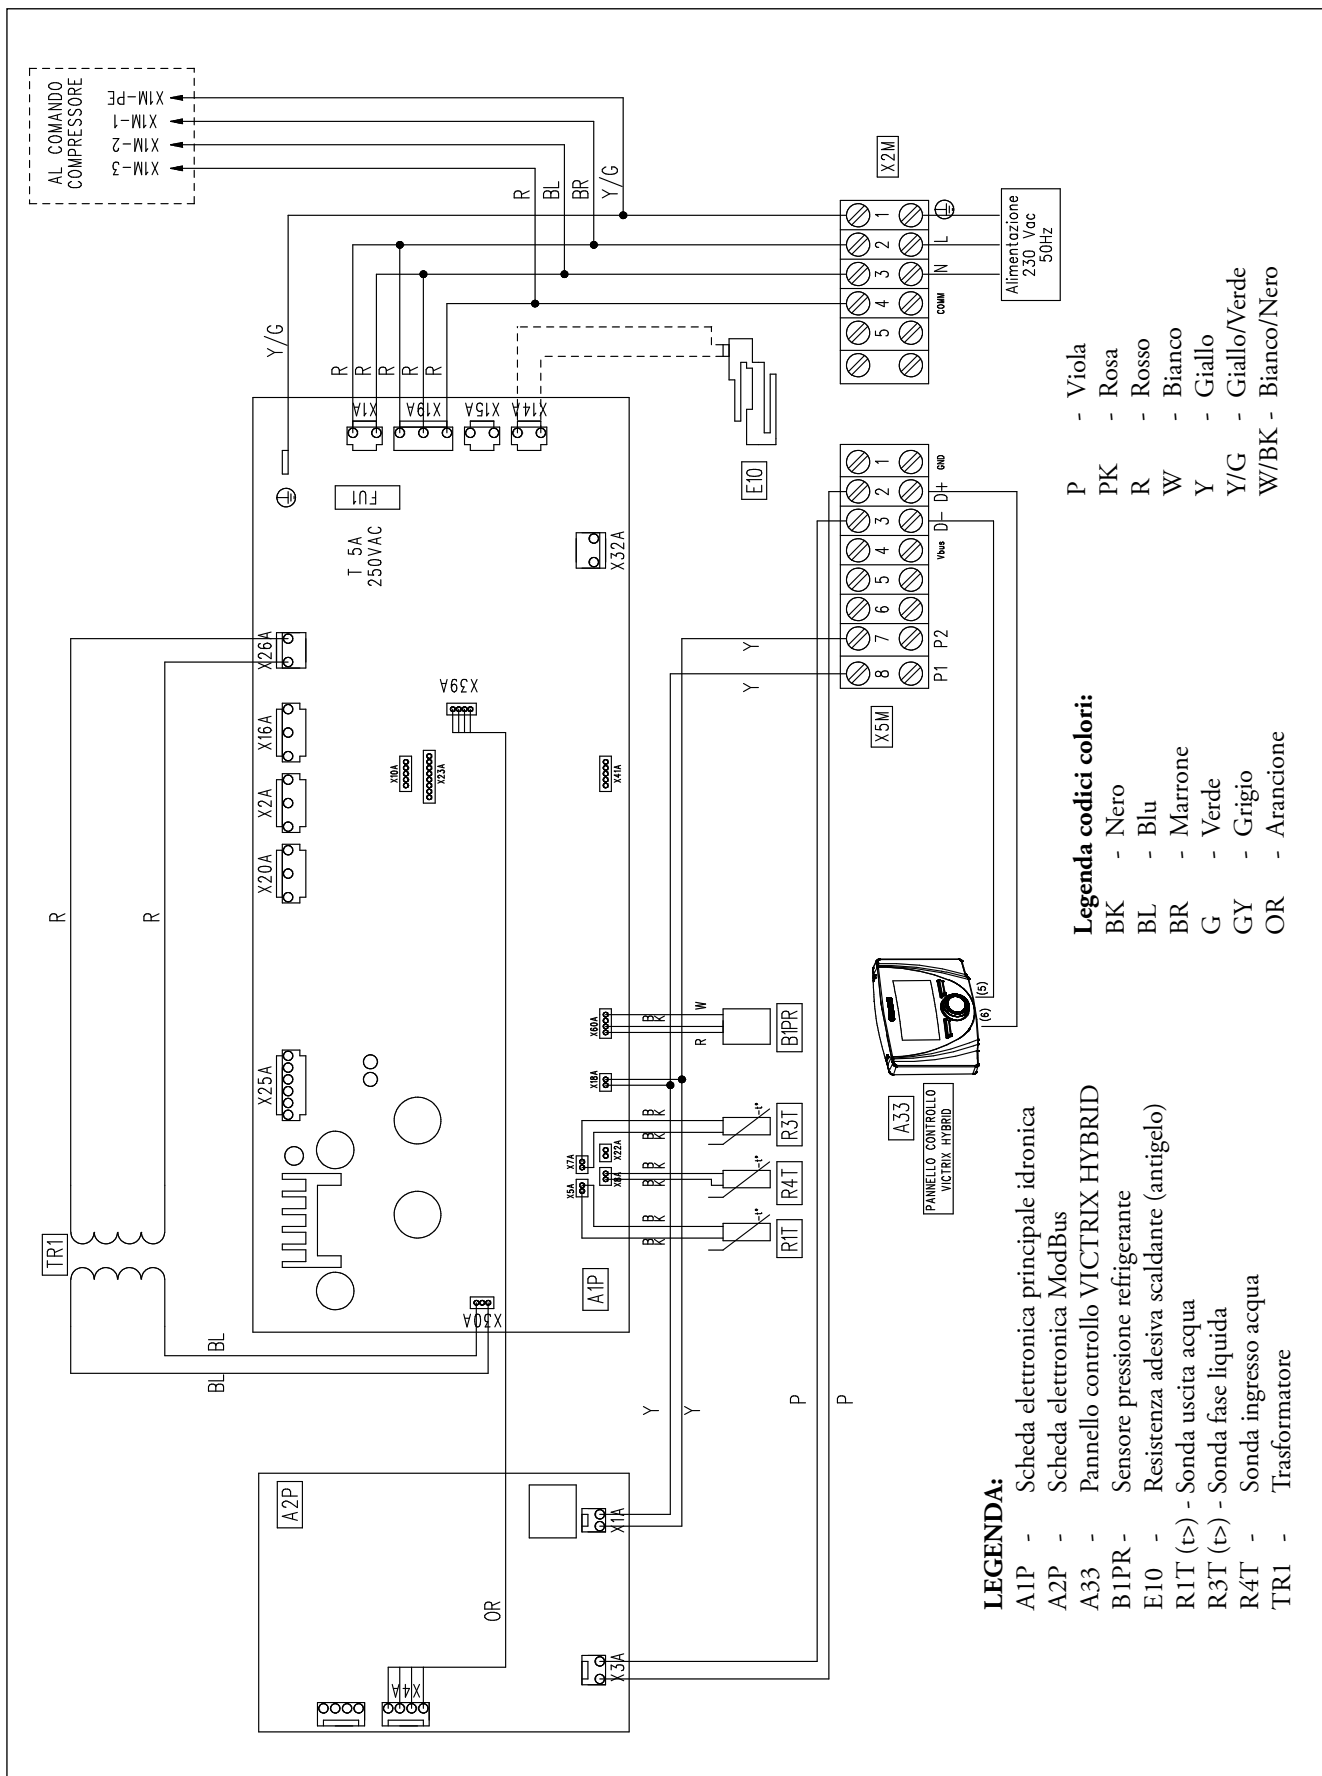 AL COMANDO
COMPRESSORE
X1M-3
X1M-2
X1M-1
X1M-PE
R
BL
BR
Y/G
Y/G
R
R
R
R
R
TR1
R
R
BL
BL
X25A
X20A
X2A
X16A
X26A
T 5A
250VAC
FU1
X1A
X19A
X15A
X14A
X32A
X10A
X23A
X39A
X41A
X30A
A1P
X5A
X7A
X8A
X22A
X18A
X60A
B
K
B
K
B
K
B
K
B
K
B
K
R
B
K
W
R1T
-t°
R4T
-t°
R3T
-t°
B1PR
E10
A2P
X4A
OR
X3A
X1A
Y
Y
P
P
Y
Y
X2M
1
2
3
4
5
L
N
COMM
Alimentazione
230 Vac
50Hz
X5M
8
7
6
5
4
3
2
1
P1
P2
Vbus
D-
D+
GND
A33
PANNELLO CONTROLLO
VICTRIX HYBRID
(6)
(5)
LEGENDA:
A1P - Scheda elettronica principale idronica
A2P - Scheda elettronica ModBus
A33 - Pannello controllo VICTRIX HYBRID
B1PR - Sensore pressione refrigerante
E10 - Resistenza adesiva scaldante (antigelo)
R1T (t>) - Sonda uscita acqua
R3T (t>) - Sonda fase liquida
R4T - Sonda ingresso acqua
TR1 - Trasformatore
Legenda codici colori:
BK - Nero
BL - Blu
BR - Marrone
G - Verde
GY - Grigio
OR - Arancione
P - Viola
PK - Rosa
R - Rosso
W - Bianco
Y - Giallo
Y/G - Giallo/Verde
W/BK - Bianco/Nero